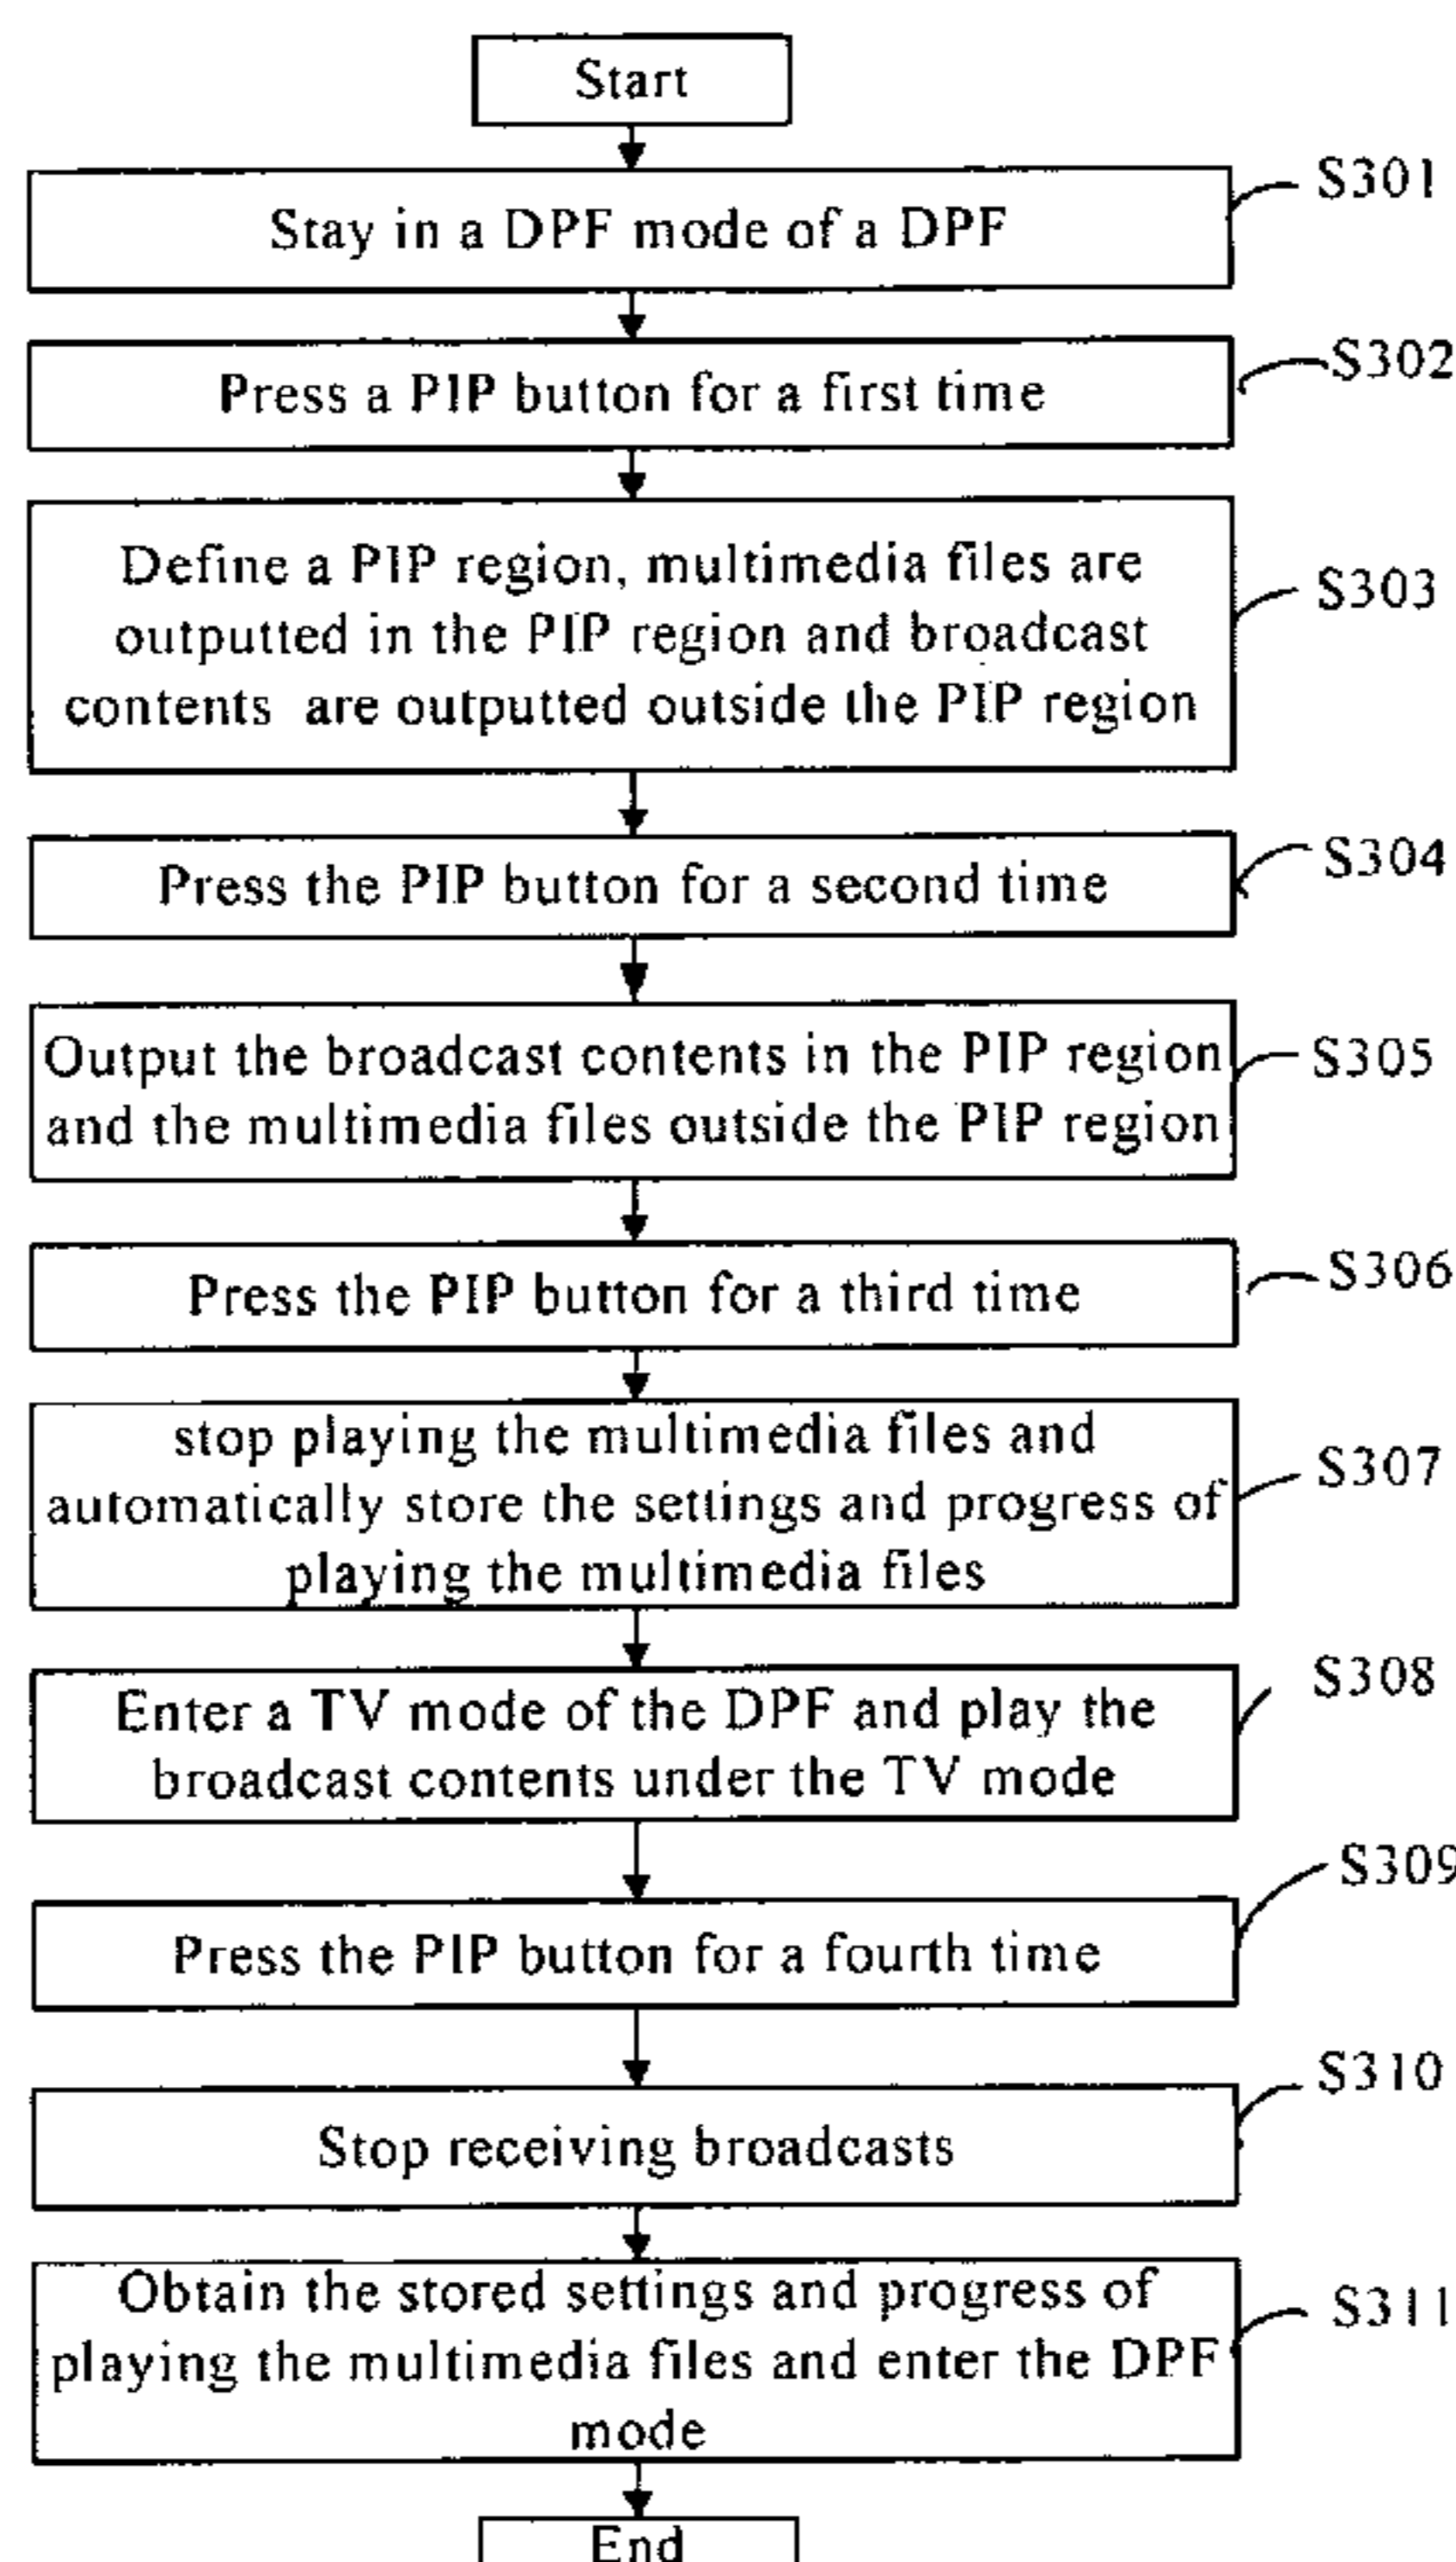 Start
Stay in a DPF mode of a DPF
S301
Press a PIP button for a first time
S302
Define a PIP region, multimedia files are
outputted in the PIP region and broadcast
contents are outputted outside the PIP region
S303
Press the PIP button for a second time
S304
Output the broadcast contents in the PIP region
and the multimedia files outside the PIP region
S305
Press the PIP button for a third time
S306
stop playing the multimedia files and
automatically store the settings and progress of
playing the multimedia files
S307
Enter a TV mode of the DPF and play the
broadcast contents under the TV mode
S308
Press the PIP button for a fourth time
S309
Stop receiving broadcasts
S310
Obtain the stored settings and progress of
playing the multimedia files and enter the DPF
mode
S311
End